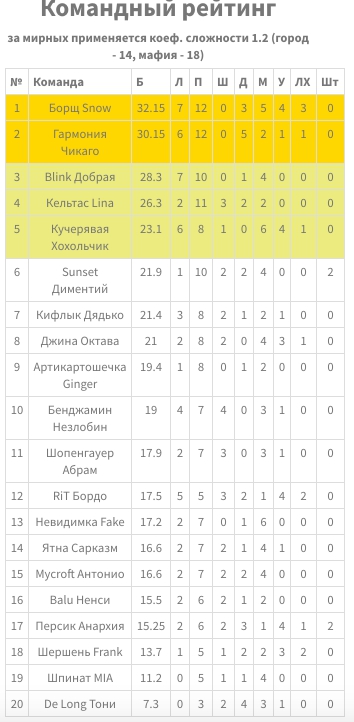 Командный рейтинг
за мирных применяется коеф. сложности 1.2 (город
- 14, мафия - 18)
№ Команда Б Л П Ш Д М У ЛХ Шт
1 Борщ Snow 32.15 7 12 0 3 5 4 3 0
2 Гармония Чикаго 30.15 6 12 0 5 2 1 1 0
3 Blink Добрая 28.3 7 10 0 1 4 0 0 0
4 Кельтас Lina 26.3 2 11 3 2 2 0 0 0
5 Кучерявая Хохольчик 23.1 6 8 1 0 6 4 1 0
6 Sunset Диментий 21.9 1 10 2 2 4 0 0 2
7 Кифлык Дядько 21.4 3 8 2 1 2 1 0 0
8 Джина Октава 21 2 8 2 0 4 3 1 0
9 Артикартошечка Ginger 19.4 1 8 0 1 2 0 0 0
10 Бенджамин Незлобин 19 4 7 4 0 3 1 0 0
11 Шопенгауер Абрам 17.9 2 7 3 0 3 1 0 0
12 RiT Бордо 17.5 5 5 3 2 1 4 2 0
13 Невидимка Fake 17.2 2 7 0 1 6 0 0 0
14 Ятна Сарказм 16.6 2 7 2 1 4 1 0 0
15 Mycroft Антонио 16.6 2 7 2 2 4 0 0 0
16 Balu Ненси 15.5 2 6 2 1 2 0 0 0
17 Персик Анархия 15.25 2 6 2 3 1 4 1 2
18 Шершень Frank 13.7 1 5 1 2 2 3 2 0
19 Шпинат MIA 11.2 0 5 1 1 4 0 0 0
20 De Long Тони 7.3 0 3 2 4 3 1 0 0